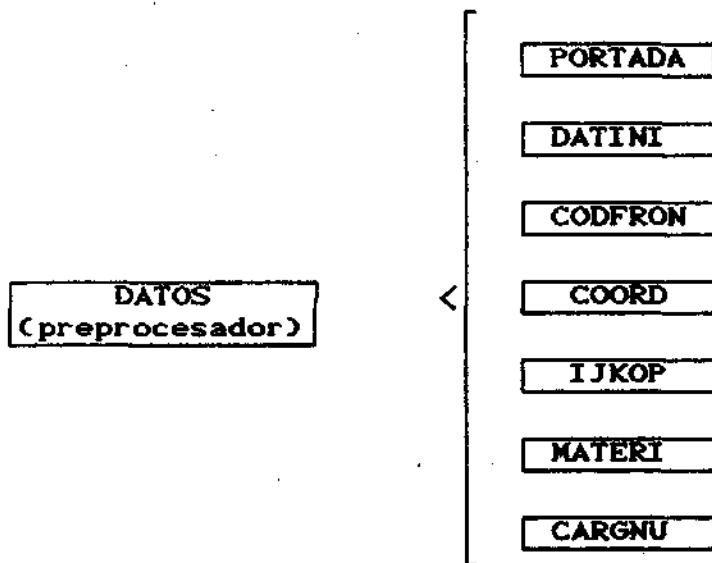 PORTADA
DATINI
CODFRON
DATOS
(preprocesador)
<
COORD
IJKOP
MATERI
CARGNU